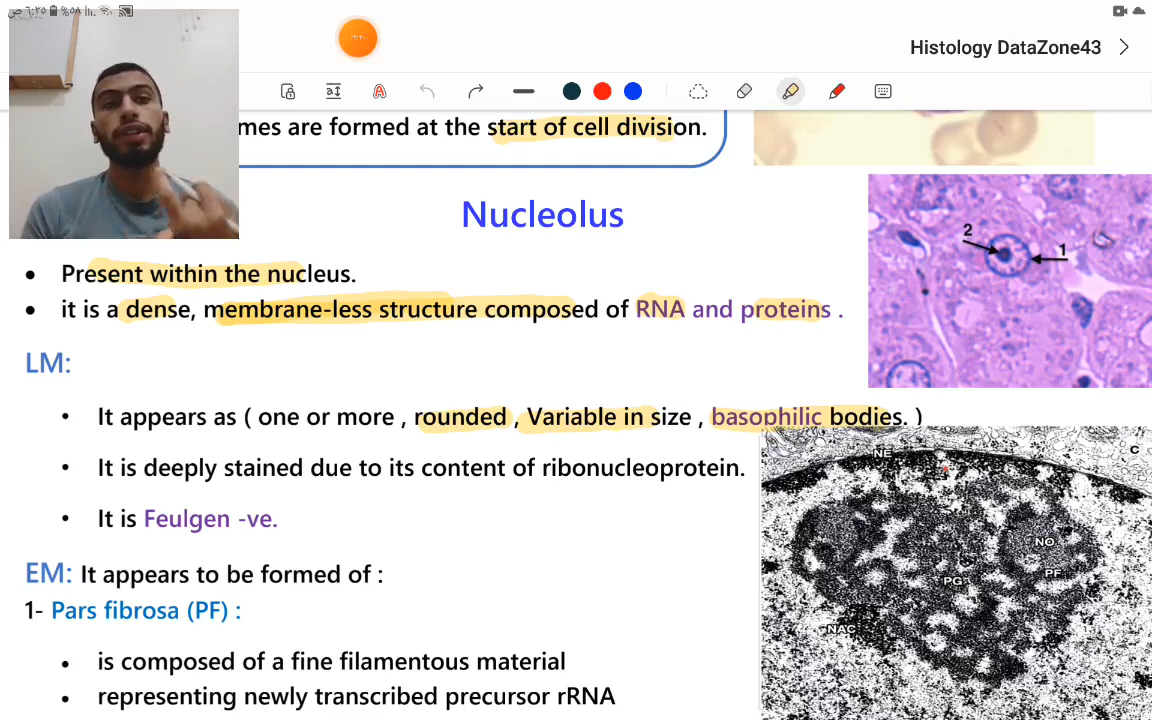 ٦:٢٥ ص ٥٨%
Histology DataZone43
mes are formed at the start of cell division.
Nucleolus
• Present within the nucleus.
• it is a dense, membrane-less structure composed of RNA and proteins .
2
1
LM:
• It appears as ( one or more , rounded , Variable in size , basophilic bodies. )
• It is deeply stained due to its content of ribonucleoprotein.
• It is Feulgen -ve.
EM: It appears to be formed of :
1- Pars fibrosa (PF) :
• is composed of a fine filamentous material
• representing newly transcribed precursor rRNA
NE
C
NO
PF
PG
NAC